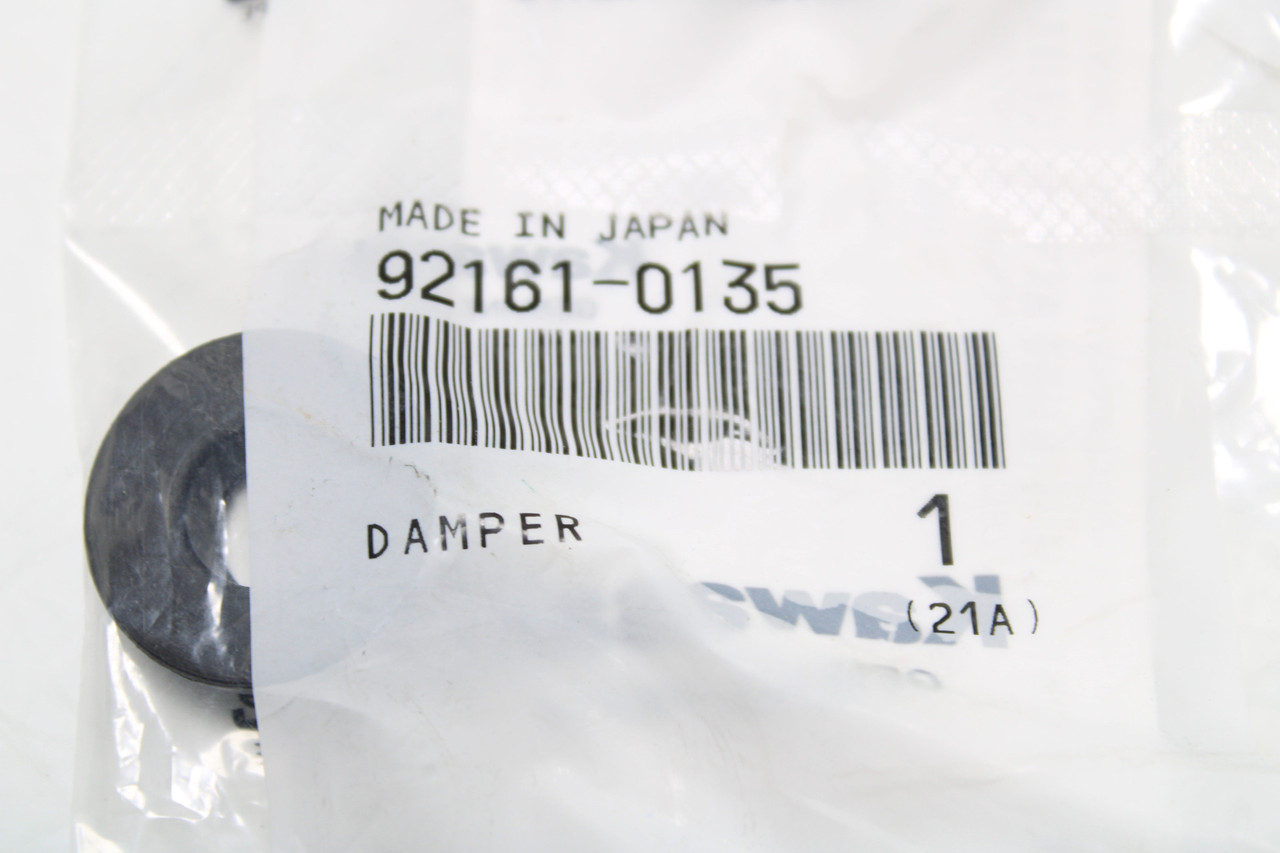 MADE IN JAPAN
92161-0135
DAMPER
1
(21A)